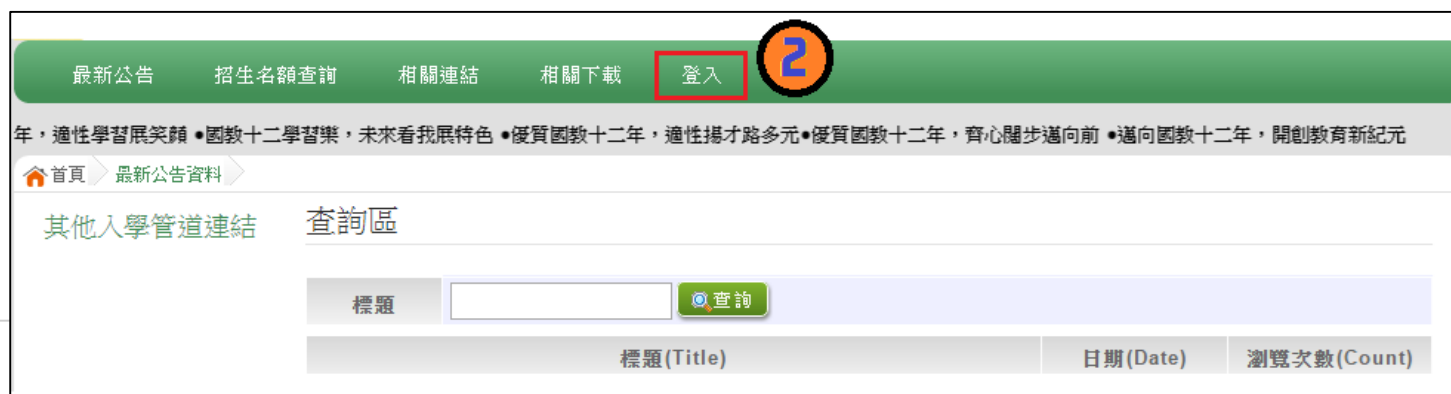 最新公告 招生名額查詢 相關連結 相關下載 登入 2
年，適性學習展笑顏 ●國教十二學習樂，未來看我展特色 ●優質國教十二年，適性揚才路多元●優質國教十二年，齊心闊步邁向前 ●邁向國教十二年，開創教育新紀元
首頁 最新公告資料
其他入學管道連結 查詢區
標題 查詢
標題(Title) 日期(Date) 瀏覽次數(Count)